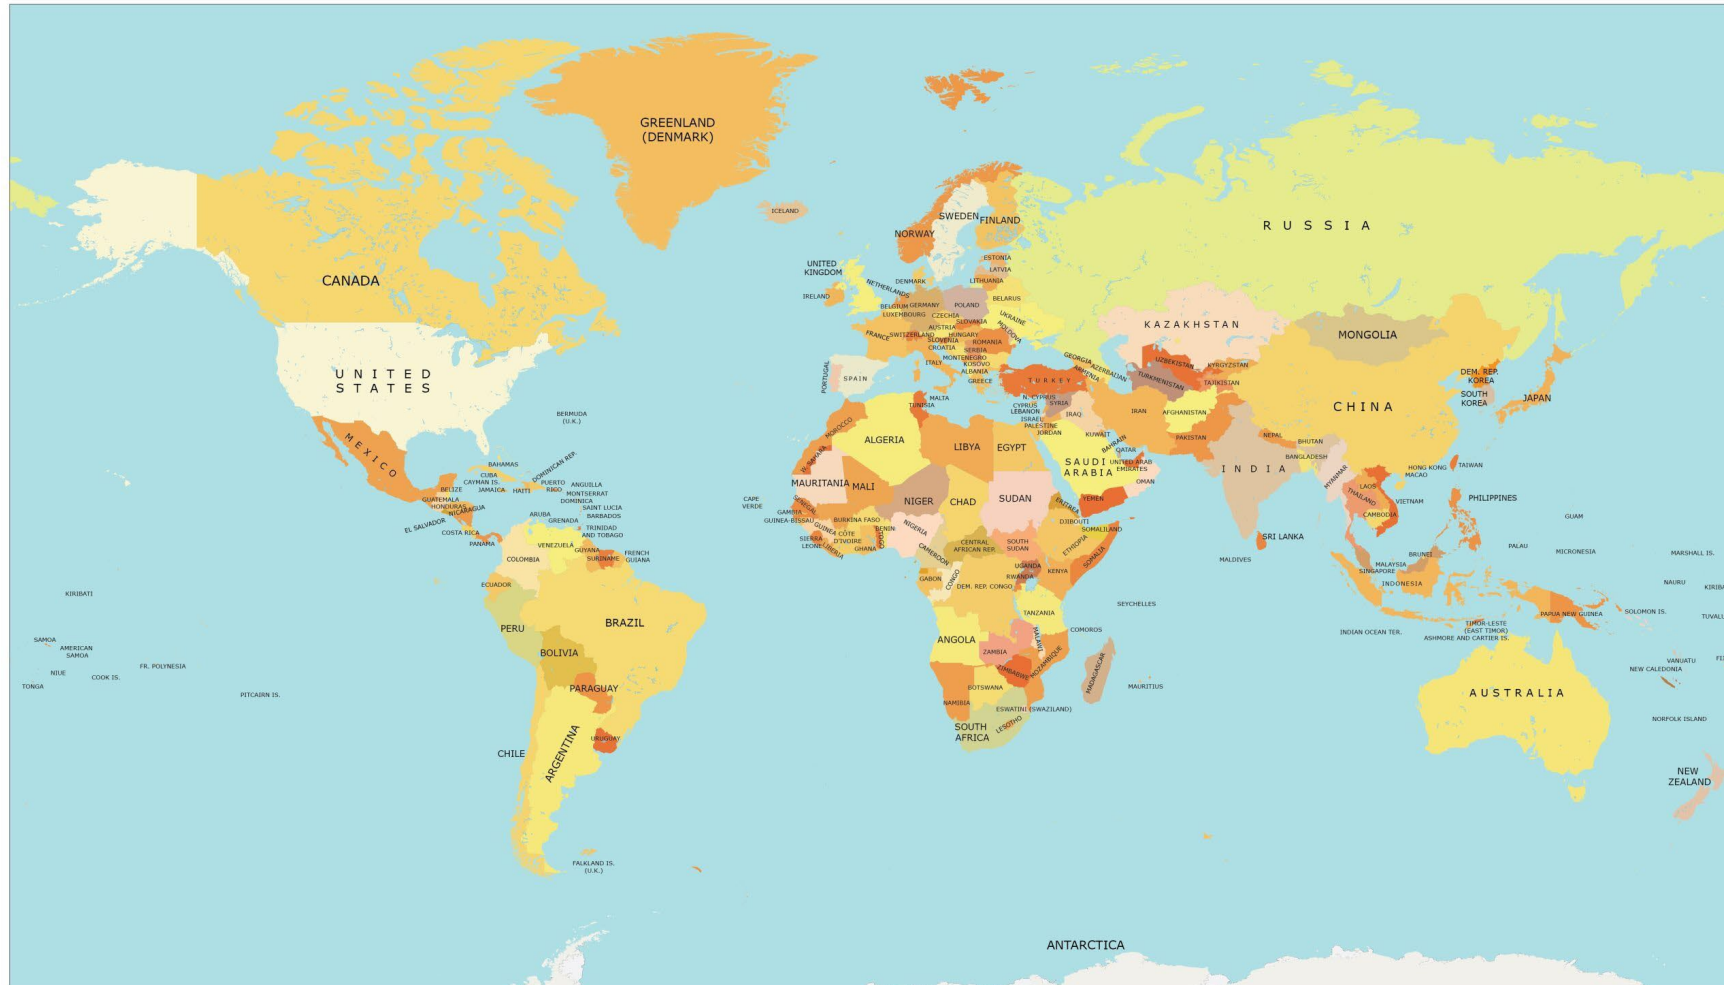 GREENLAND
(DENMARK)
ICELAND
SWEDEN
FINLAND
NORWAY
RUSSIA
CANADA
UNITED
KINGDOM
IRELAND
ESTONIA
LATVIA
LITHUANIA
DENMARK
NETHERLANDS
BELARUS
BELGIUM
GERMANY
POLAND
LUXEMBOURG
CZECHIA
UKRAINE
SLOVAKIA
AUSTRIA
MOLDOVA
FRANCE
SWITZERLAND
HUNGARY
SLOVENIA
ROMANIA
CROATIA
SERBIA
MONTENEGRO
ITALY
KOSOVO
ALBANIA
PORTUGAL
SPAIN
GREECE
MALTA
KAZAKHSTAN
MONGOLIA
GEORGIA
AZERBAIJAN
ARMENIA
UZBEKISTAN
KYRGYZSTAN
TURKMENISTAN
TAJIKISTAN
TURKEY
N. CYPRUS
CYPRUS
SYRIA
LEBANON
ISRAEL
IRAQ
IRAN
AFGHANISTAN
PALESTINE
JORDAN
KUWAIT
BAHRAIN
QATAR
PAKISTAN
NEPAL
BHUTAN
BANGLADESH
CHINA
DEM. REP.
KOREA
SOUTH
KOREA
JAPAN
UNITED
STATES
BERMUDA
(U.K.)
MEXICO
BAHAMAS
CUBA
CAYMAN IS.
JAMAICA
HAITI
DOMINICAN REP.
PUERTO
RICO
ANGUILLA
MONTSERRAT
DOMINICA
SAINT LUCIA
BARBADOS
BELIZE
GUATEMALA
HONDURAS
NICARAGUA
EL SALVADOR
COSTA RICA
PANAMA
ARUBA
GRENADA
TRINIDAD
AND TOBAGO
VENEZUELA
GUYANA
SURINAME
FRENCH
GUIANA
COLOMBIA
ECUADOR
PERU
BRAZIL
BOLIVIA
PARAGUAY
CHILE
ARGENTINA
URUGUAY
FALKLAND IS.
(U.K.)
TUNISIA
MOROCCO
ALGERIA
LIBYA
EGYPT
W. SAHARA
SAUDI
ARABIA
UNITED ARAB
EMIRATES
OMAN
YEMEN
MAURITANIA
MALI
NIGER
CHAD
SUDAN
ERITREA
CAPE
VERDE
SENEGAL
GAMBIA
GUINEA-BISSAU
GUINEA
BURKINA FASO
BENIN
TOGO
NIGERIA
SIERRA
LEONE
LIBERIA
CÔTE
D'IVOIRE
GHANA
CAMEROON
CENTRAL
AFRICAN REP.
SOUTH
SUDAN
DJIBOUTI
SOMALILAND
ETHIOPIA
SOMALIA
GABON
CONGO
DEM. REP. CONGO
UGANDA
RWANDA
KENYA
TANZANIA
SEYCHELLES
COMOROS
ANGOLA
ZAMBIA
MALAWI
ZIMBABWE
MOZAMBIQUE
MADAGASCAR
MAURITIUS
NAMIBIA
BOTSWANA
SOUTH
AFRICA
ESWATINI (SWAZILAND)
LESOTHO
INDIA
SRI LANKA
MALDIVES
MYANMAR
LAOS
THAILAND
CAMBODIA
VIETNAM
HONG KONG
MACAO
TAIWAN
PHILIPPINES
GUAM
BRUNEI
MALAYSIA
SINGAPORE
INDONESIA
PALAU
MICRONESIA
MARSHALL IS.
NAURU
KIRIBA
PAPUA NEW GUINEA
SOLOMON IS.
TUVALU
TIMOR-LESTE
(EAST TIMOR)
INDIAN OCEAN TER.
ASHMORE AND CARTIER IS.
VANUATU
FI
NEW CALEDONIA
AUSTRALIA
NORFOLK ISLAND
NEW
ZEALAND
KIRIBATI
SAMOA
AMERICAN
SAMOA
NIUE
COOK IS.
TONGA
FR. POLYNESIA
PITCAIRN IS.
ANTARCTICA